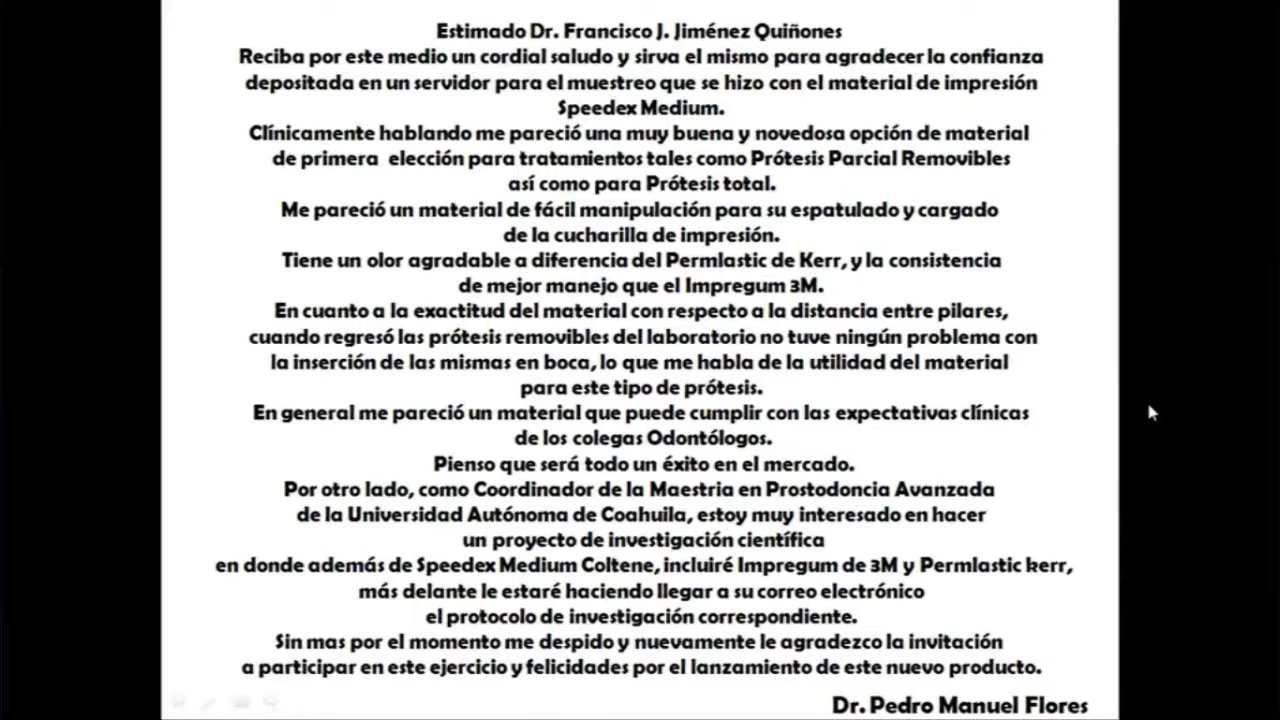 Estimado Dr. Francisco J. Jiménez Quiñones
Reciba por este medio un cordial saludo y sirva el mismo para agradecer la confianza
depositada en un servidor para el muestreo que se hizo con el material de impresión
Speedex Medium.
Clínicamente hablando me pareció una muy buena y novedosa opción de material
de primera elección para tratamientos tales como Prótesis Parcial Removibles
así como para Prótesis total.
Me pareció un material de fácil manipulación para su espatulado y cargado
de la cucharilla de impresión.
Tiene un olor agradable a diferencia del Permlastic de Kerr, y la consistencia
de mejor manejo que el Impregum 3M.
En cuanto a la exactitud del material con respecto a la distancia entre pilares,
cuando regresó las prótesis removibles del laboratorio no tuve ningún problema con
la inserción de las mismas en boca, lo que me habla de la utilidad del material
para este tipo de prótesis.
En general me pareció un material que puede cumplir con las expectativas clínicas
de los colegas Odontólogos.
Pienso que será todo un éxito en el mercado.
Por otro lado, como Coordinador de la Maestria en Prostodoncia Avanzada
de la Universidad Autónoma de Coahuila, estoy muy interesado en hacer
un proyecto de investigación científica
en donde además de Speedex Medium Coltene, incluiré Impregum de 3M y Permlastic kerr,
más delante le estaré haciendo llegar a su correo electrónico
el protocolo de investigación correspondiente.
Sin mas por el momento me despido y nuevamente le agradezco la invitación
a participar en este ejercicio y felicidades por el lanzamiento de este nuevo producto.
Dr. Pedro Manuel Flores